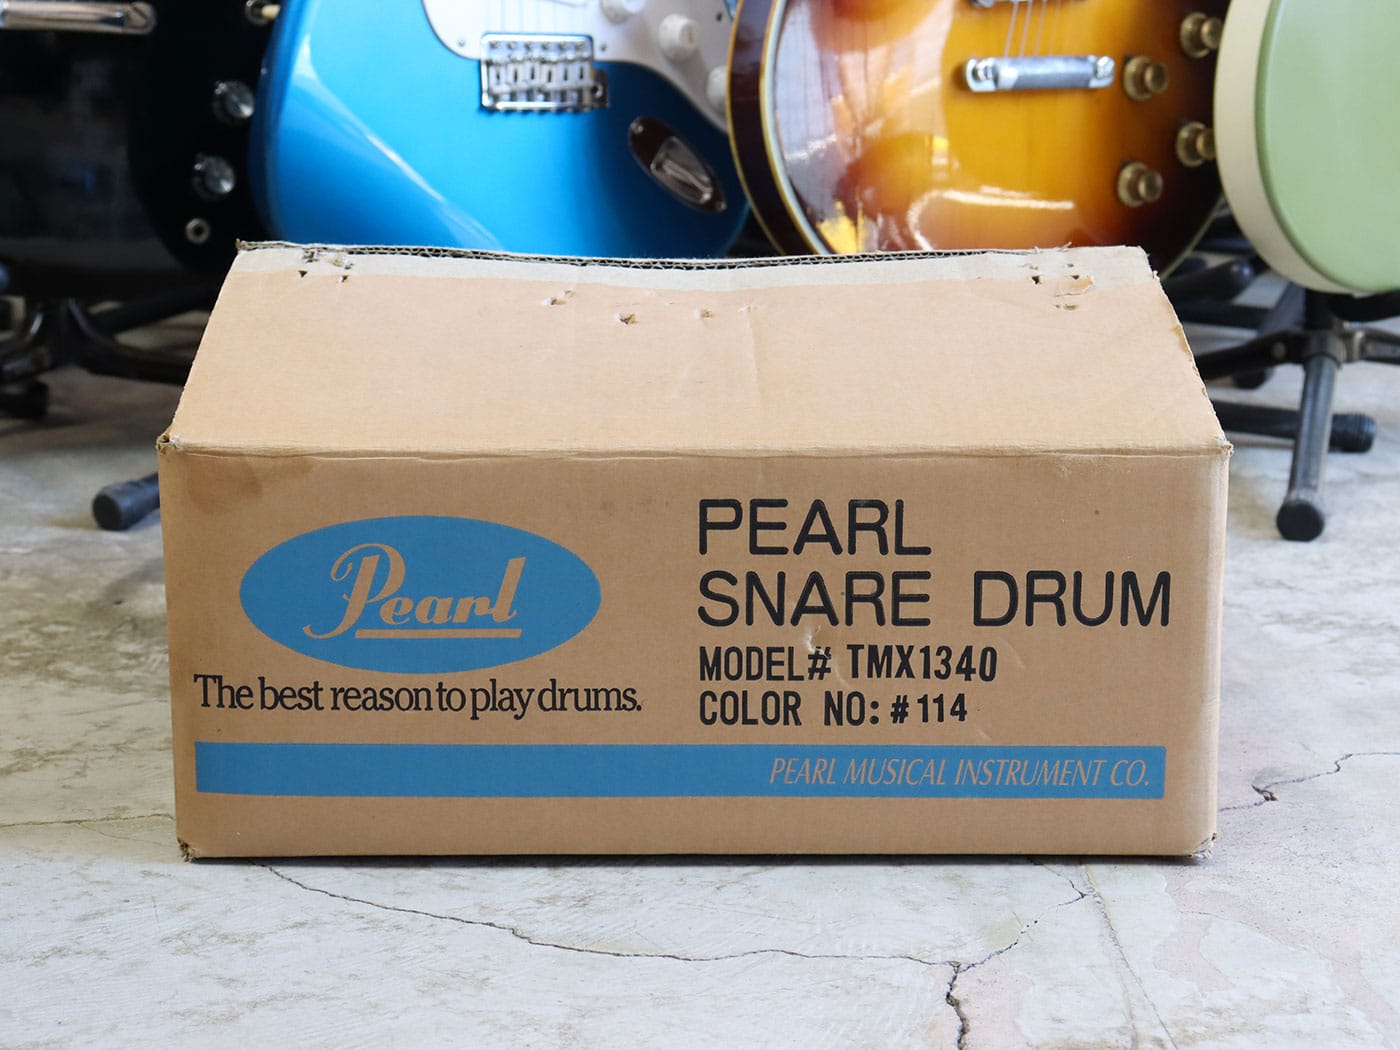 Pearl
The best reason to play drums.
PEARL
SNARE DRUM
MODEL# TMX1340
COLOR NO: #114
PEARL MUSICAL INSTRUMENT CO.